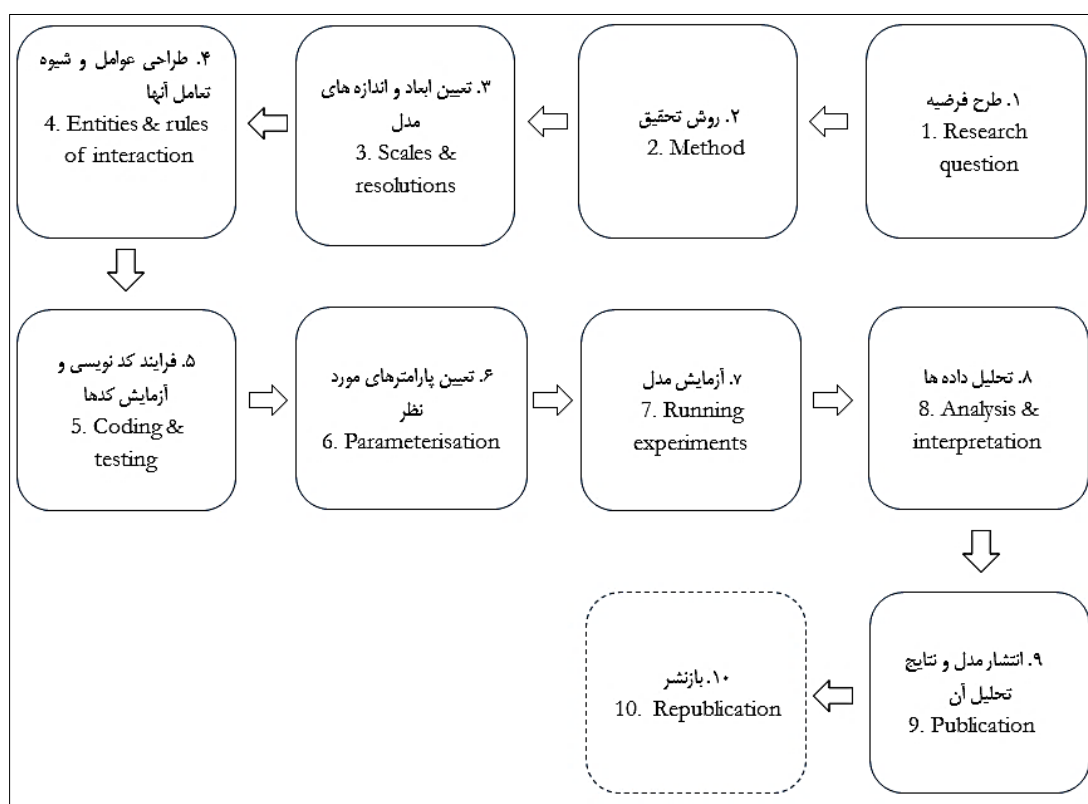 ۱. طرح فرضیه
1. Research
question
۲. روش تحقیق
2. Method
۳. تعیین ابعاد و اندازه های
مدل
3. Scales &
resolutions
۴. طراحی عوامل و شیوه
تعامل آنها
4. Entities & rules
of interaction
۵. فرایند کد نویسی و
آزمایش کدها
5. Coding &
testing
۶. تعیین پارامترهای مورد
نظر
6. Parameterisation
۷. آزمایش مدل
7. Running
experiments
۸. تحلیل داده ها
8. Analysis &
interpretation
۹. انتشار مدل و نتایج
تحلیل آن
9. Publication
۱۰. بازنشر
10. Republication